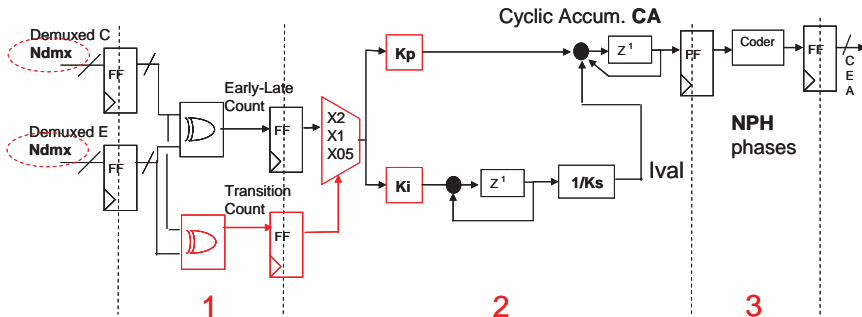 Cyclic Accum. CA
Demuxed C
Ndmx
FF
Demuxed E
Ndmx
FF
Early-Late
Count
FF
Transition
Count
FF
X2
X1
X05
Kp
Ki
Z 1
Z 1
1/Ks
Ival
FF
Coder
FF
C
E
A
NPH
phases
1
2
3